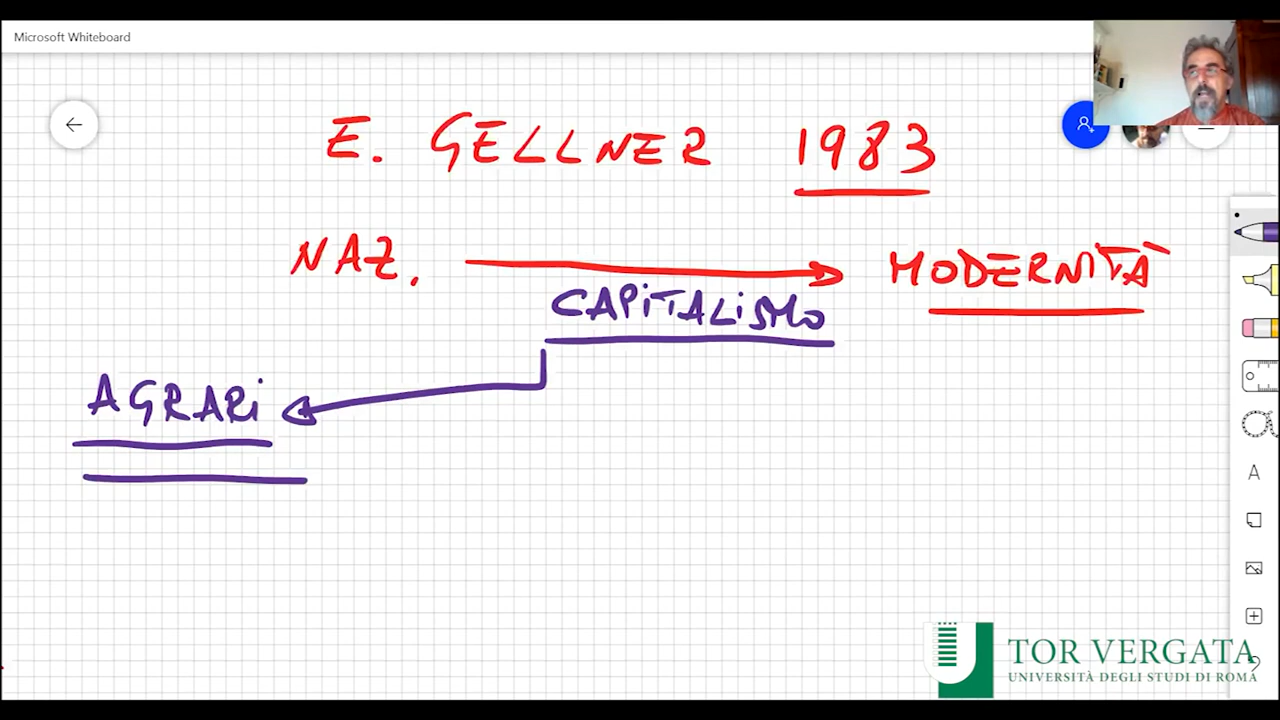 Microsoft Whiteboard
E. GELLNER 1983
NAZ. MODERNITÀ
CAPiTALiSMo
AGRARi
A
TOR VERGATA
UNIVERSITÀ DEGLI STUDI DI ROMA